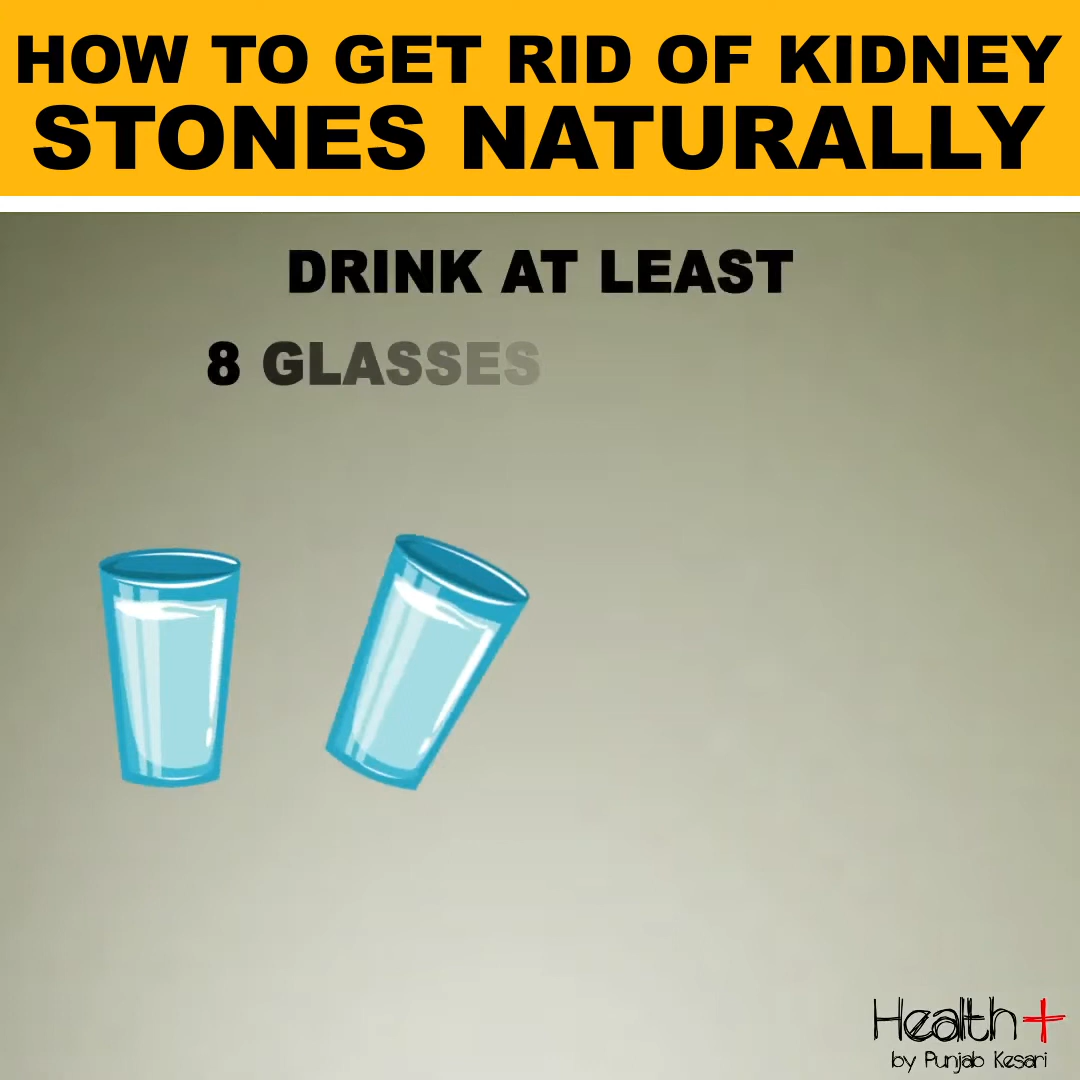 HOW TO GET RID OF KIDNEY
STONES NATURALLY
DRINK AT LEAST
8 GLASSES
Health+
by Punjab Kesari